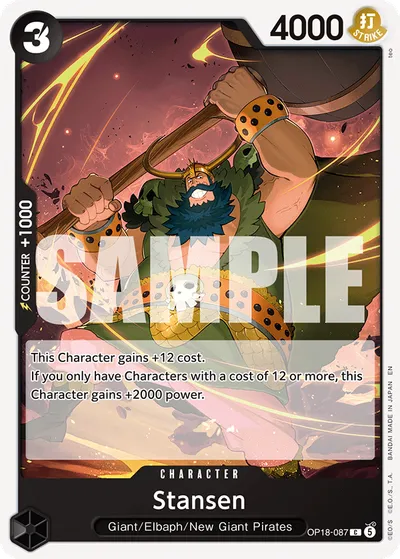 3
4000
打
STRIKE
COUNTER +1000
SAMPLE
This Character gains +12 cost.
If you only have Characters with a cost of 12 or more, this
Character gains +2000 power.
CHARACTER
Stansen
Giant/Elbaph/New Giant Pirates
OP18-087 C 5
BANDAI MADE IN JAPAN EN
©E.O./S. ©E.O./S., T.A.